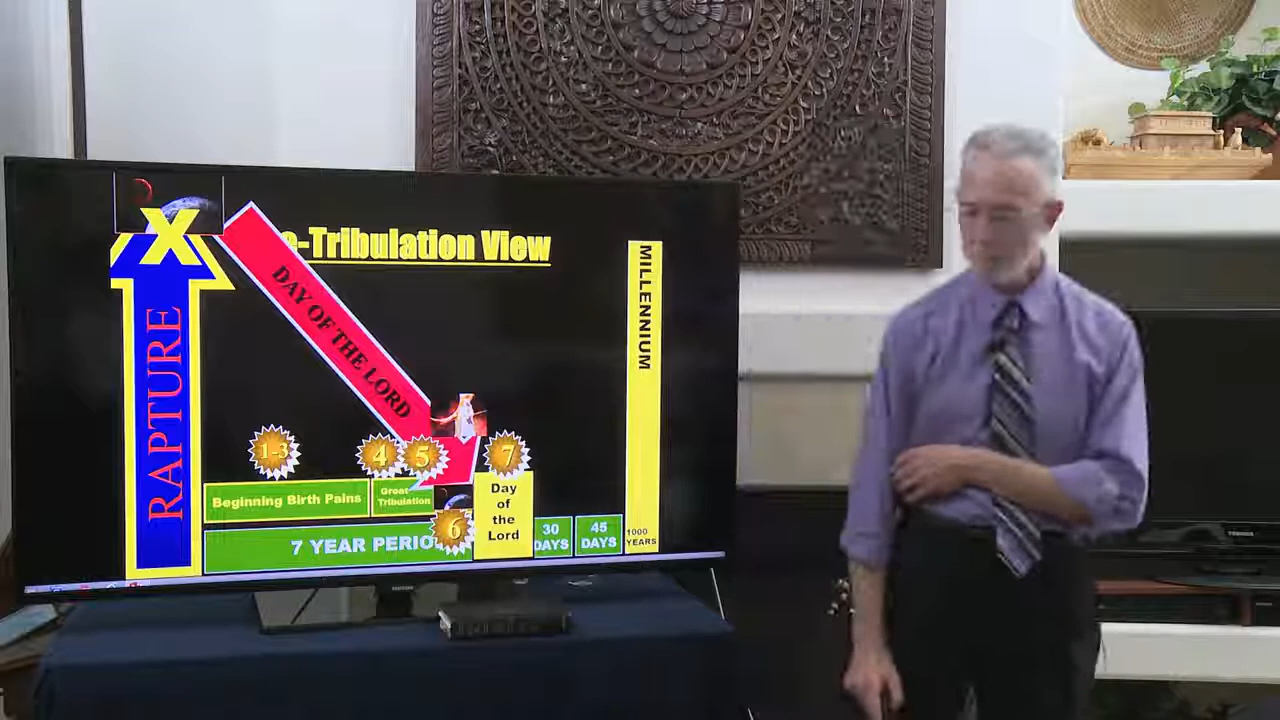 X
e-Tribulation View
DAY OF THE LORD
MILLENNIUM
RAPTURE
1-3
4
5
7
Beginning Birth Pains
Great
Tribulation
6
Day
of
the
Lord
7 YEAR PERIO
30
DAYS
45
DAYS
1000
YEARS
TOSHIBA